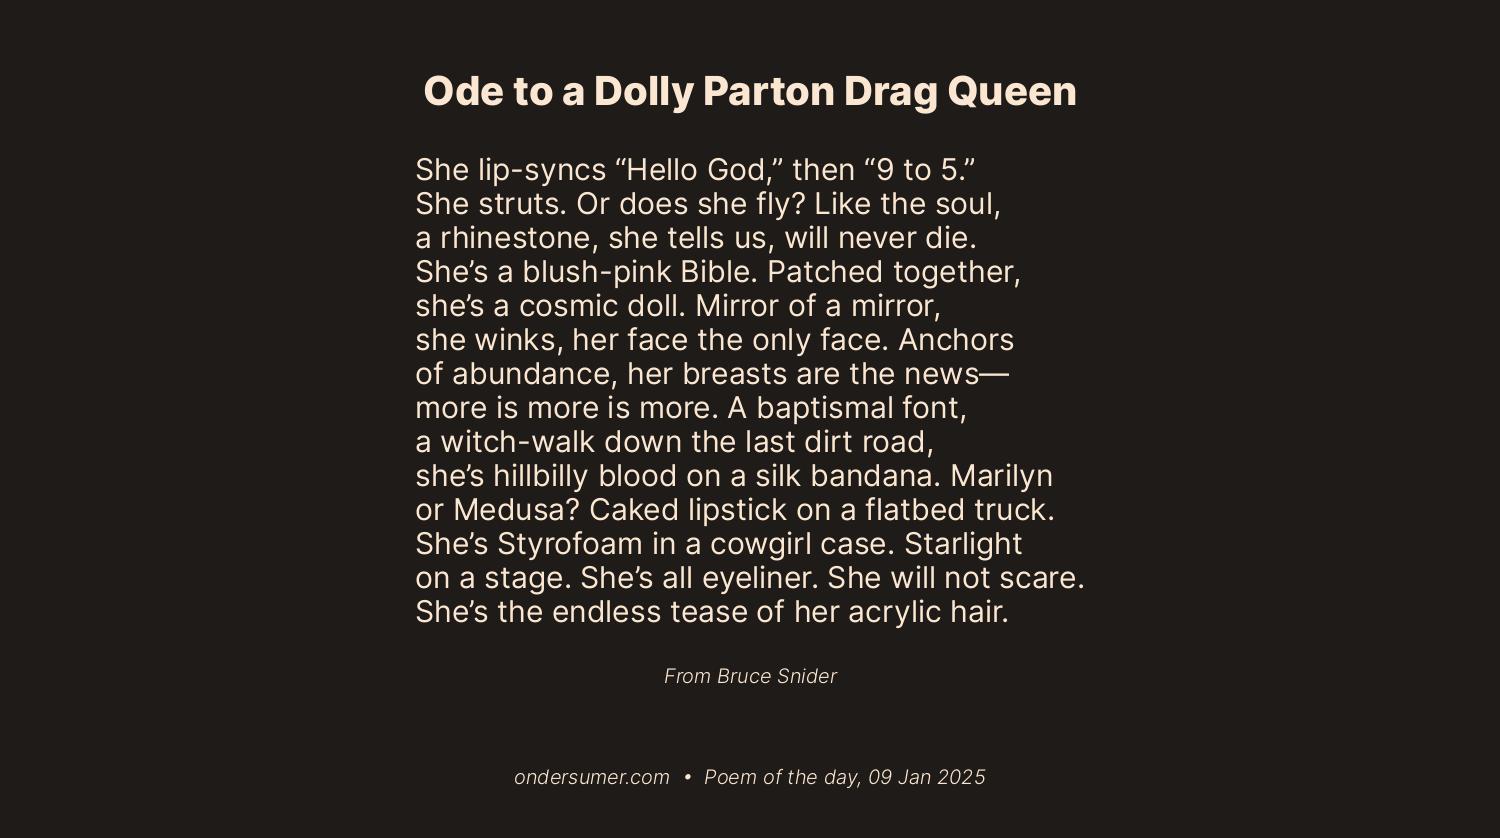 Ode to a Dolly Parton Drag Queen
She lip-syncs “Hello God,” then “9 to 5.”
She struts. Or does she fly? Like the soul,
a rhinestone, she tells us, will never die.
She’s a blush-pink Bible. Patched together,
she’s a cosmic doll. Mirror of a mirror,
she winks, her face the only face. Anchors
of abundance, her breasts are the news—
more is more is more. A baptismal font,
a witch-walk down the last dirt road,
she’s hillbilly blood on a silk bandana. Marilyn
or Medusa? Caked lipstick on a flatbed truck.
She’s Styrofoam in a cowgirl case. Starlight
on a stage. She’s all eyeliner. She will not scare.
She’s the endless tease of her acrylic hair.
From Bruce Snider
ondersumer.com • Poem of the day, 09 Jan 2025